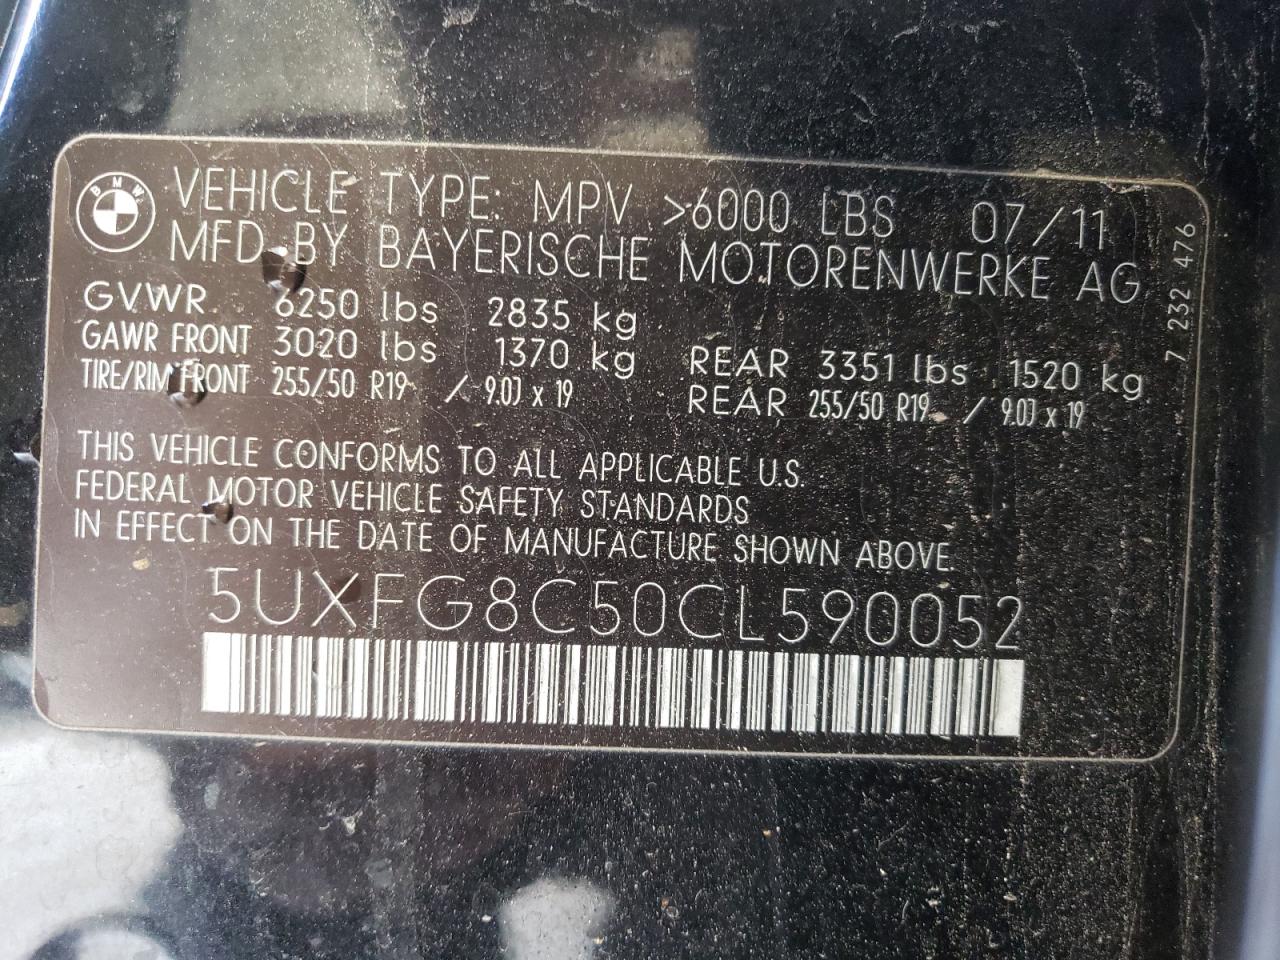 BMW
VEHICLE TYPE: MPV >6000 LBS 07/11
MFD BY BAYERISCHE MOTORENWERKE AG
GVWR 6250 lbs 2835 kg
GAWR FRONT 3020 lbs 1370 kg REAR 3351 lbs 1520 kg
TIRE/RIM FRONT 255/50 R19 / 9.0J x 19 REAR 255/50 R19 / 9.0J x 19
7 232 476
THIS VEHICLE CONFORMS TO ALL APPLICABLE U.S.
FEDERAL MOTOR VEHICLE SAFETY STANDARDS
IN EFFECT ON THE DATE OF MANUFACTURE SHOWN ABOVE.
5UXFG8C50CL590052